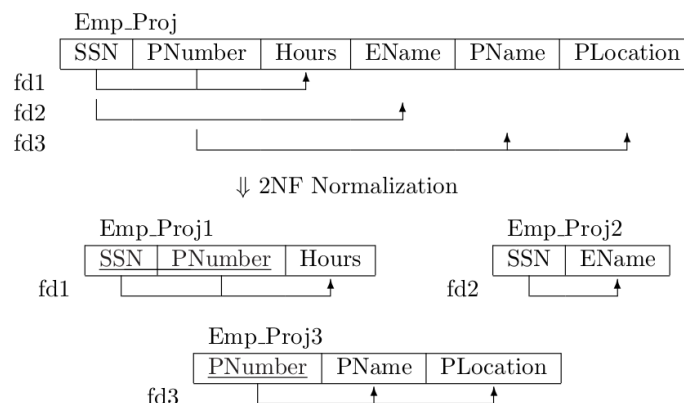 Emp_Proj
SSN PNumber Hours EName PName PLocation
fd1
fd2
fd3
⇓ 2NF Normalization
Emp_Proj1
SSN PNumber Hours
fd1
Emp_Proj2
SSN EName
fd2
Emp_Proj3
PNumber PName PLocation
fd3